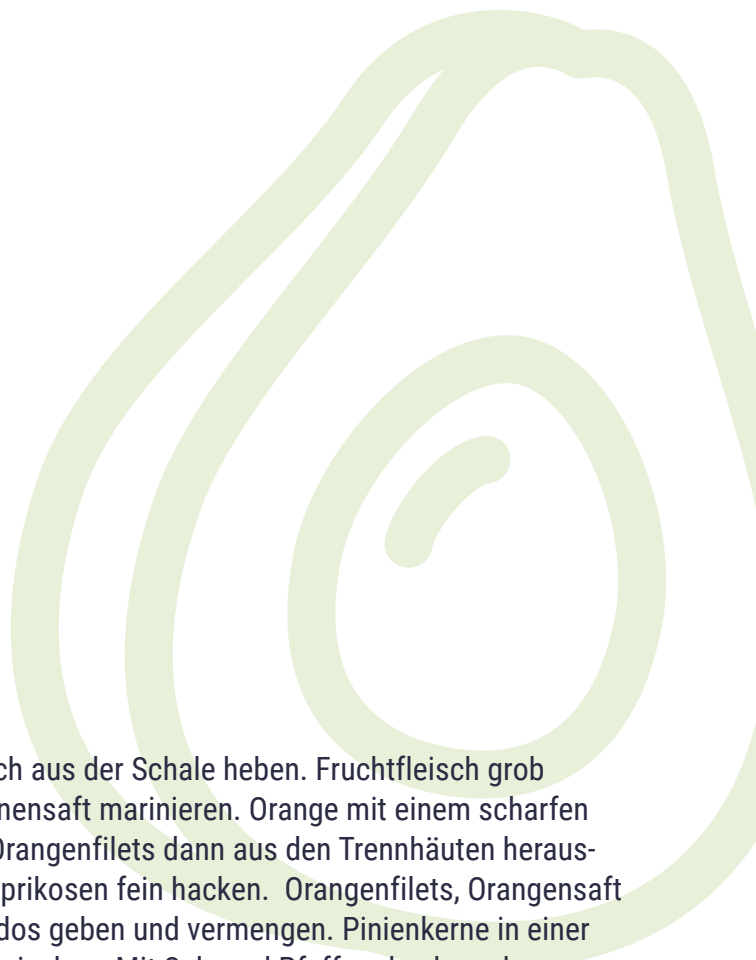 aus der Schale heben. Fruchtfleisch grob
marinieren. Orange mit einem scharfen
Orangenfilets dann aus den Trennhäuten heraus-
fein hacken. Orangenfilets, Orangensaft
geben und vermengen. Pinienkerne in einer